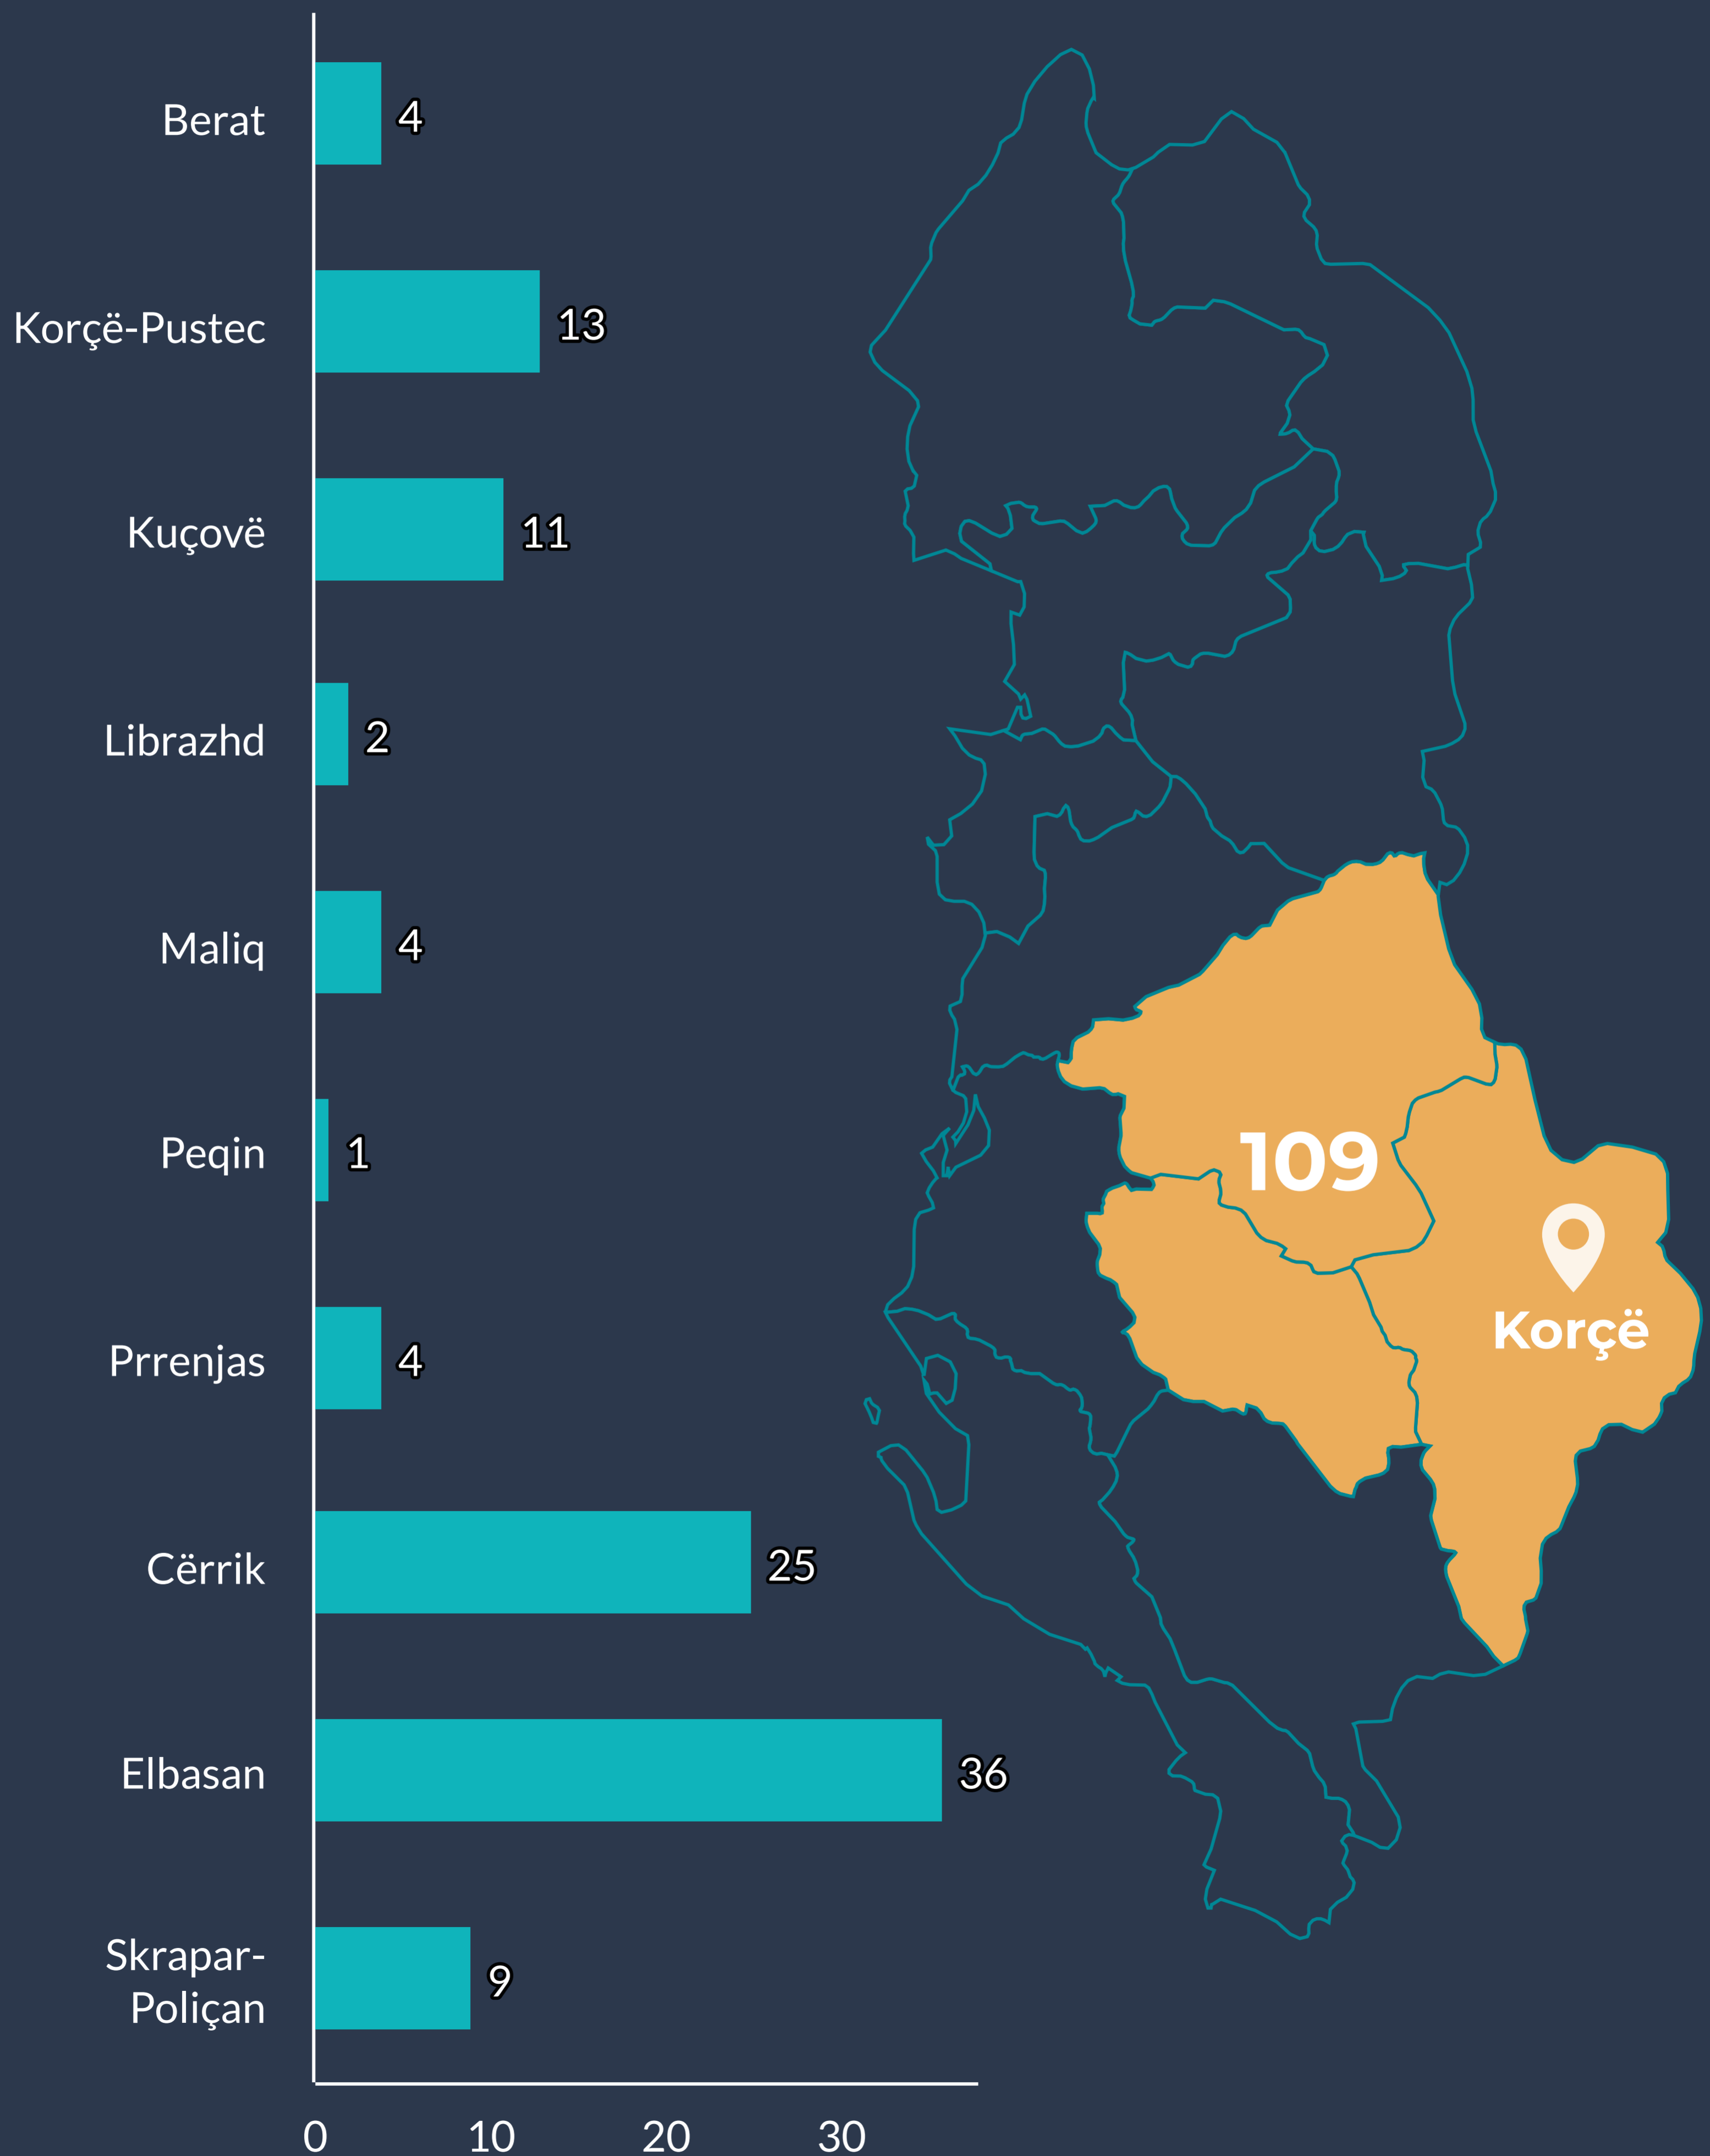 Berat
4
Korçë-Pustec
13
Kuçovë
11
Librazhd
2
Maliq
4
Peqin
1
Prrenjas
4
Cërrik
25
Elbasan
36
Skrapar-
Poliçan
9
0
10
20
30
109
Korçë